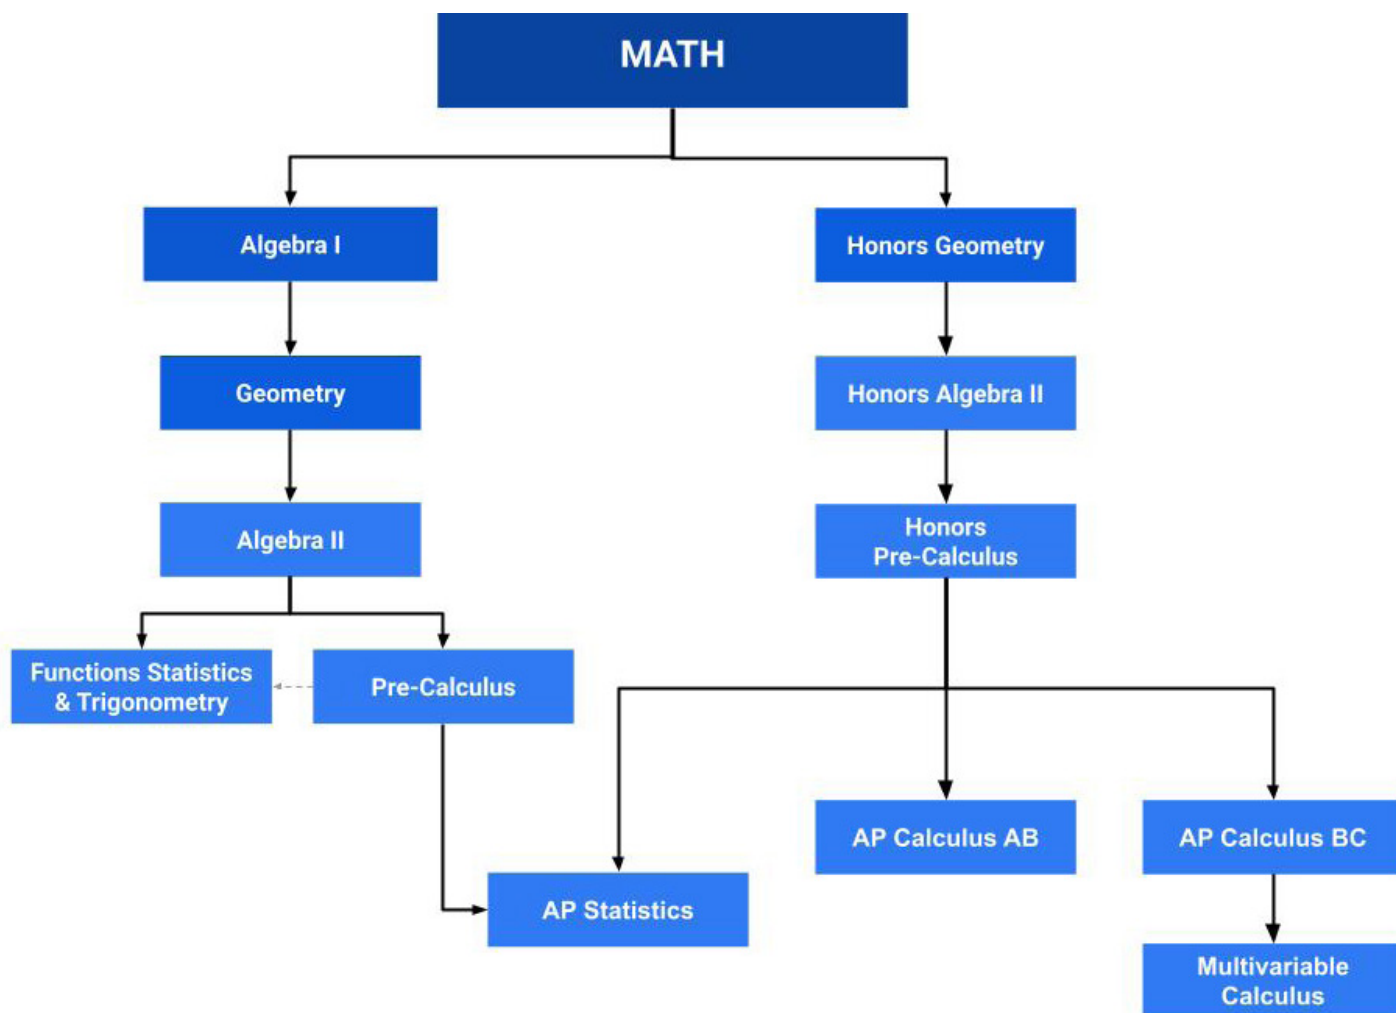 MATH
Algebra I
Honors Geometry
Geometry
Honors Algebra II
Algebra II
Honors
Pre-Calculus
Functions Statistics
& Trigonometry
Pre-Calculus
AP Calculus AB
AP Calculus BC
AP Statistics
Multivariable
Calculus